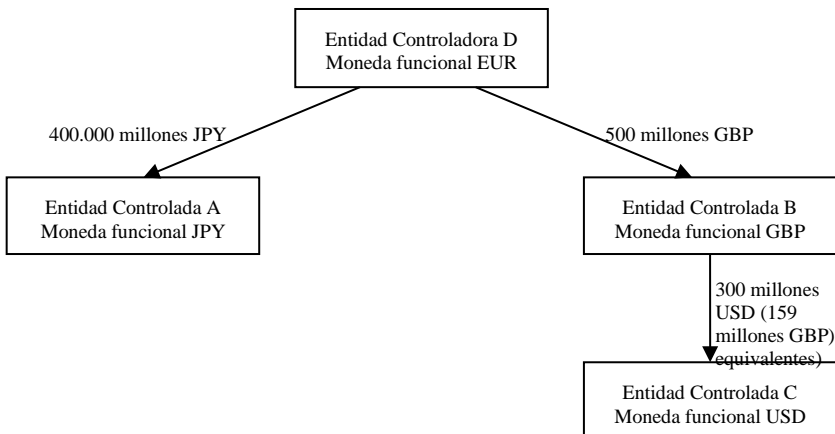 Entidad Controladora D
Moneda funcional EUR
400.000 millones JPY
500 millones GBP
Entidad Controlada A
Moneda funcional JPY
Entidad Controlada B
Moneda funcional GBP
300 millones
USD (159
millones GBP)
equivalentes)
Entidad Controlada C
Moneda funcional USD